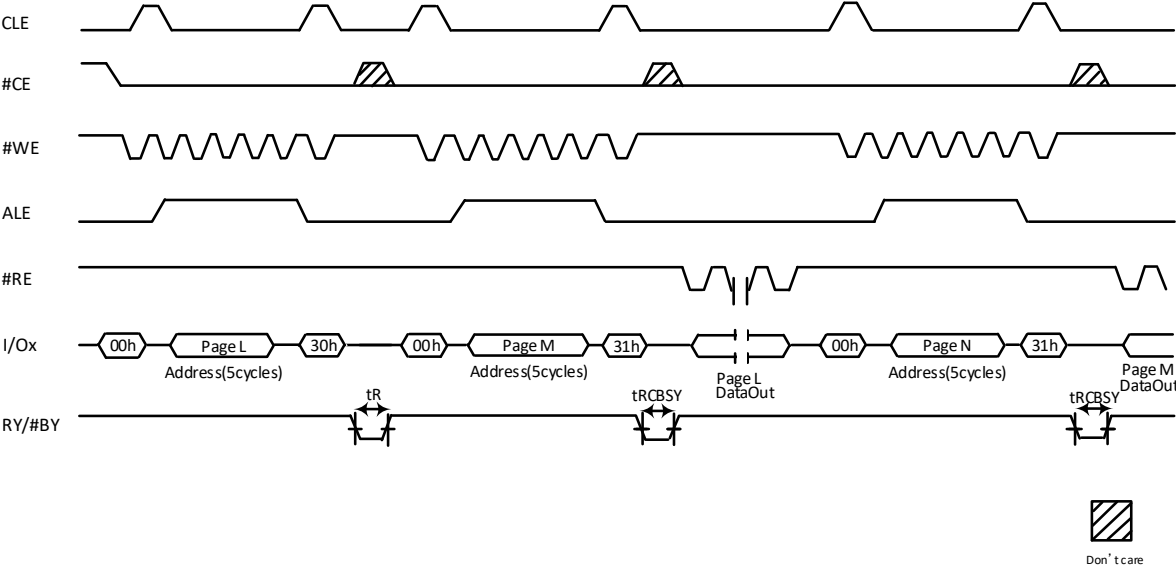 CLE
#CE
#WE
ALE
#RE
I/Ox
00h
Page L
30h
00h
Page M
31h
00h
Page N
31h
Address(5cycles)
Address(5cycles)
Page L
DataOut
Address(5cycles)
Page M
DataOut
tR
tRCBSY
tRCBSY
RY/#BY
Don't care